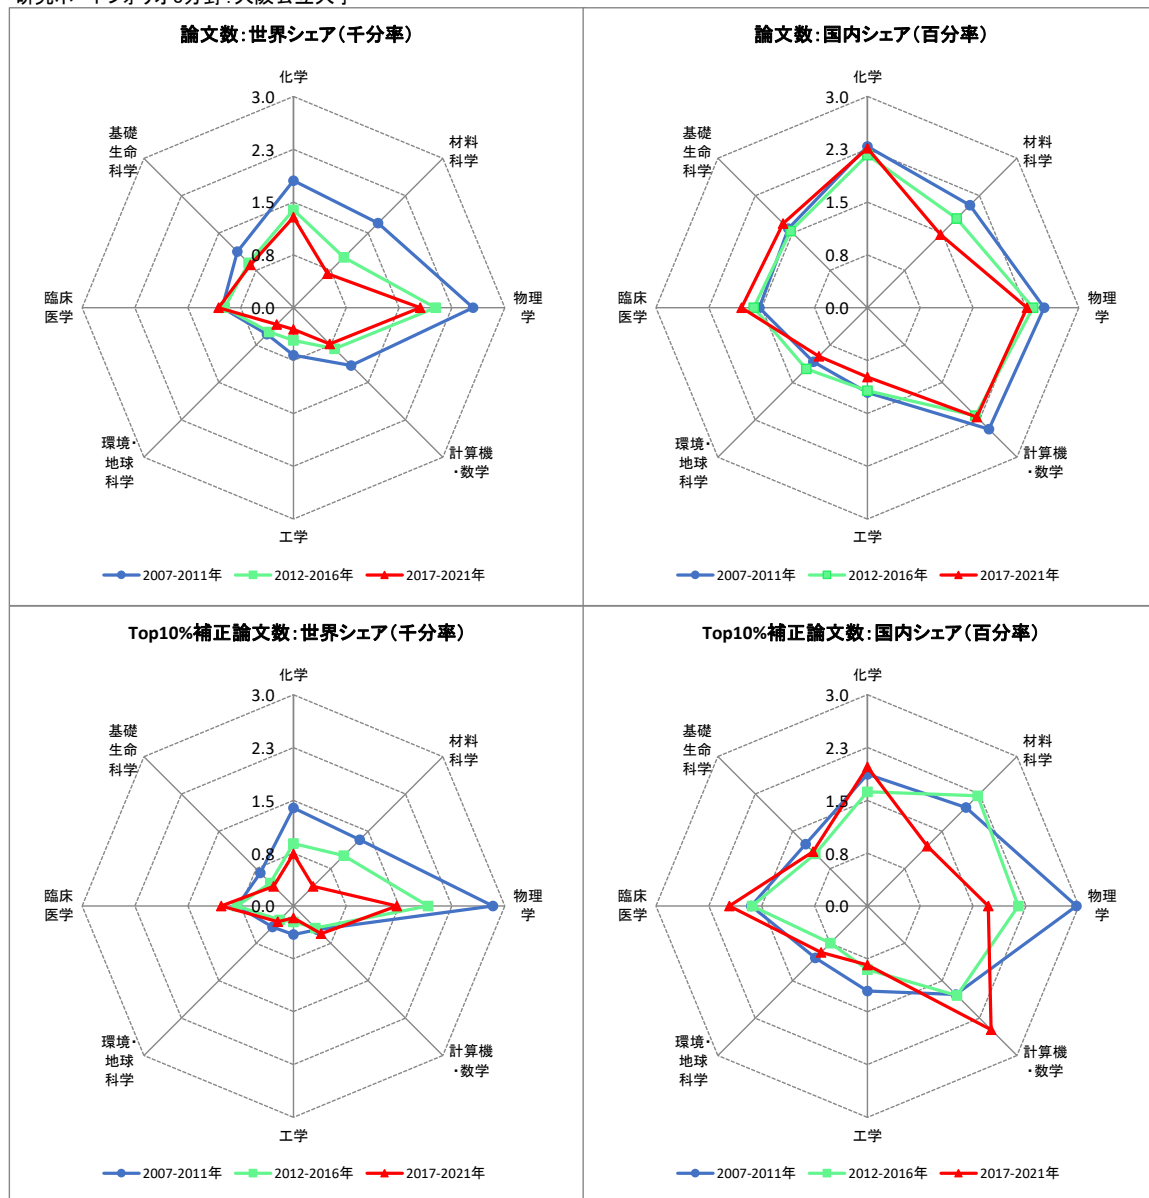 論文数：世界シェア（千分率）
化学
3.0
2.3
1.5
0.8
0.0
材料
科学
物理
学
計算機
・数学
工学
環境・
地球
科学
臨床
医学
基礎
生命
科学
2007-2011年 2012-2016年 2017-2021年
論文数：国内シェア（百分率）
化学
3.0
2.3
1.5
0.8
0.0
材料
科学
物理
学
計算機
・数学
工学
環境・
地球
科学
臨床
医学
基礎
生命
科学
2007-2011年 2012-2016年 2017-2021年
Top10%補正論文数：世界シェア（千分率）
化学
3.0
2.3
1.5
0.8
0.0
材料
科学
物理
学
計算機
・数学
工学
環境・
地球
科学
臨床
医学
基礎
生命
科学
2007-2011年 2012-2016年 2017-2021年
Top10%補正論文数：国内シェア（百分率）
化学
3.0
2.3
1.5
0.8
0.0
材料
科学
物理
学
計算機
・数学
工学
環境・
地球
科学
臨床
医学
基礎
生命
科学
2007-2011年 2012-2016年 2017-2021年